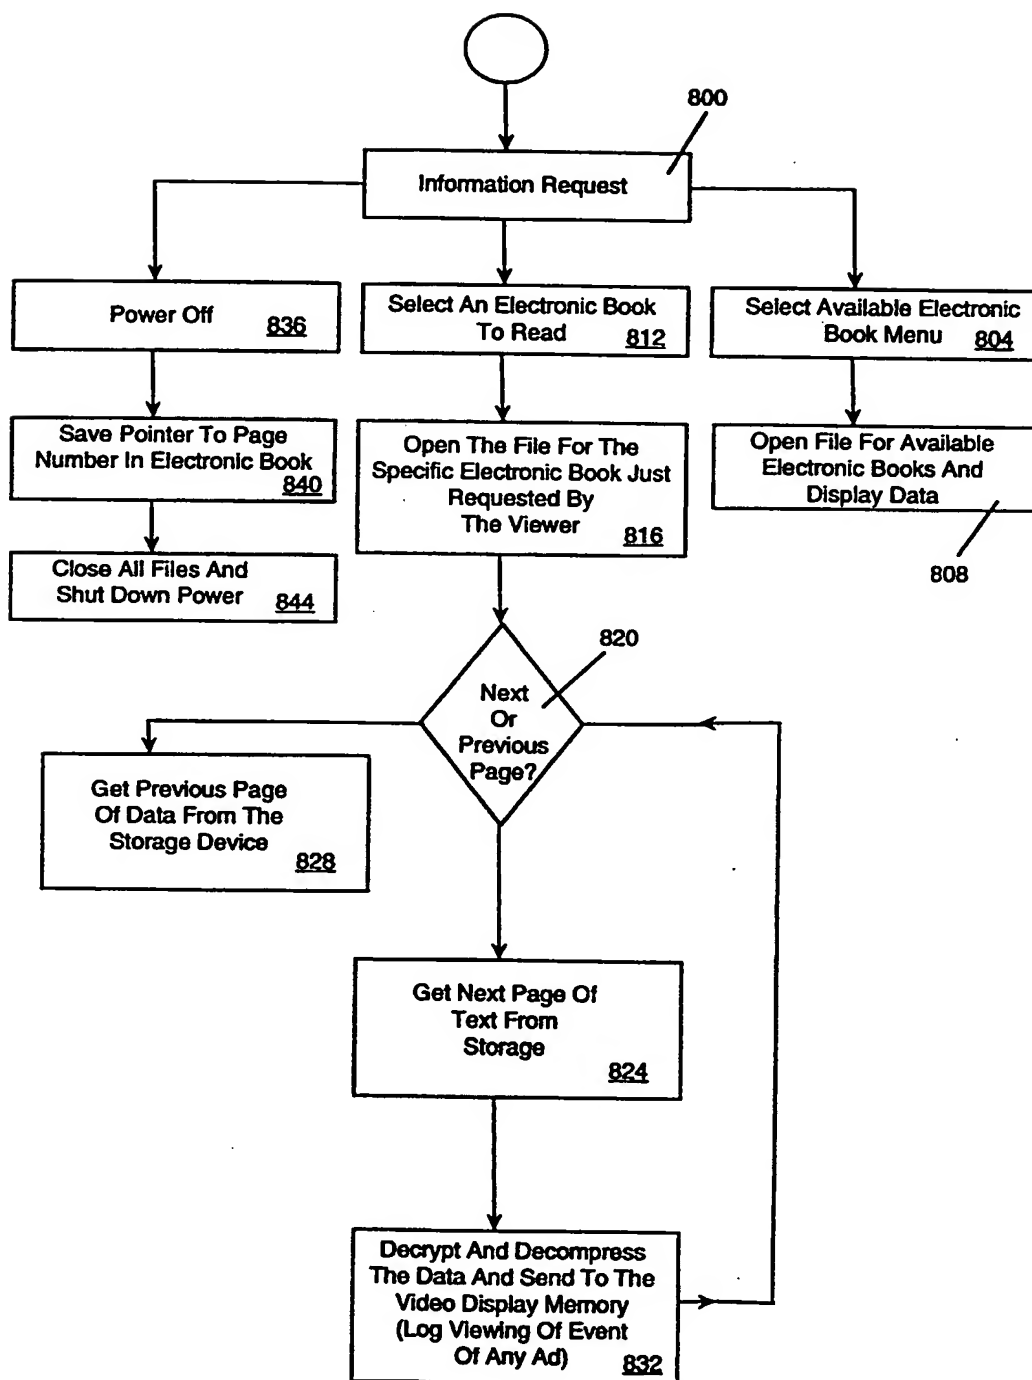 800
Information Request
Power Off
836
Select An Electronic Book
To Read
812
Select Available Electronic
Book Menu
804
Save Pointer To Page
Number In Electronic Book
840
Open The File For The
Specific Electronic Book Just
Requested By
The Viewer
816
Open File For Available
Electronic Books And
Display Data
808
Close All Files And
Shut Down Power
844
820
Next
Or
Previous
Page?
Get Previous Page
Of Data From The
Storage Device
828
Get Next Page Of
Text From
Storage
824
Decrypt And Decompress
The Data And Send To The
Video Display Memory
(Log Viewing Of Event
Of Any Ad)
832